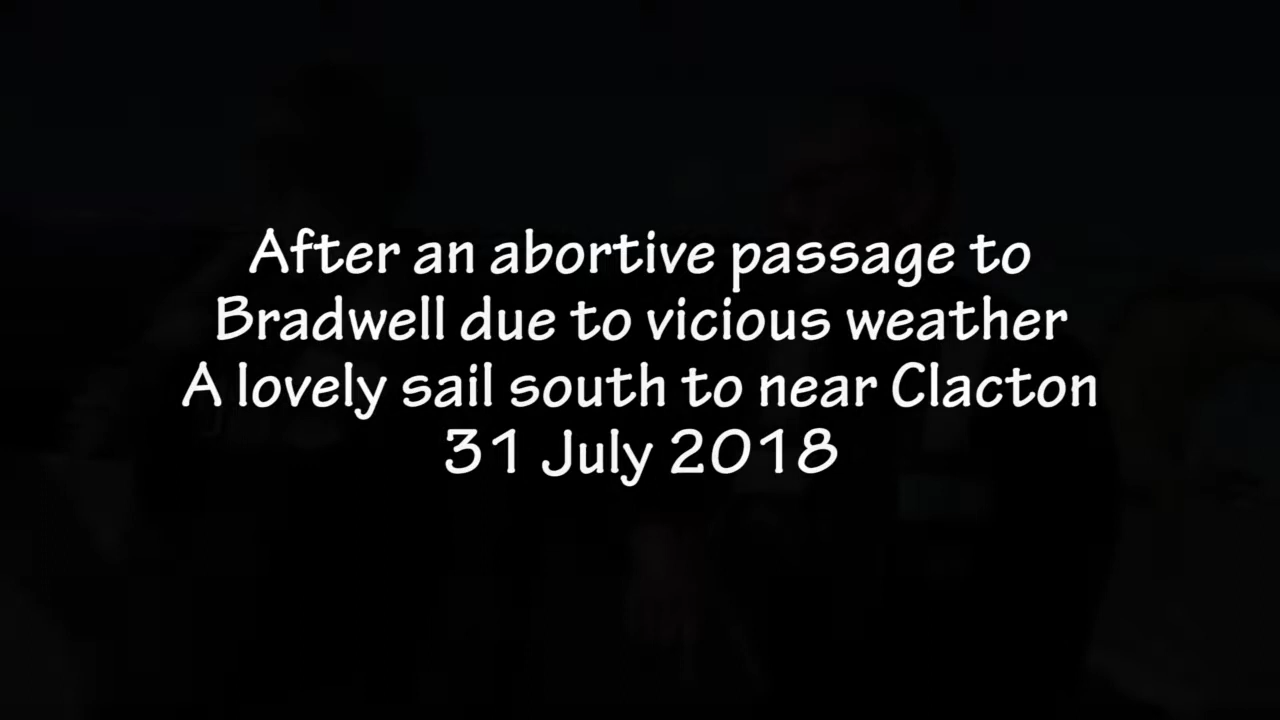 After an abortive passage to
Bradwell due to vicious weather
A lovely sail south to near Clacton
31 July 2018